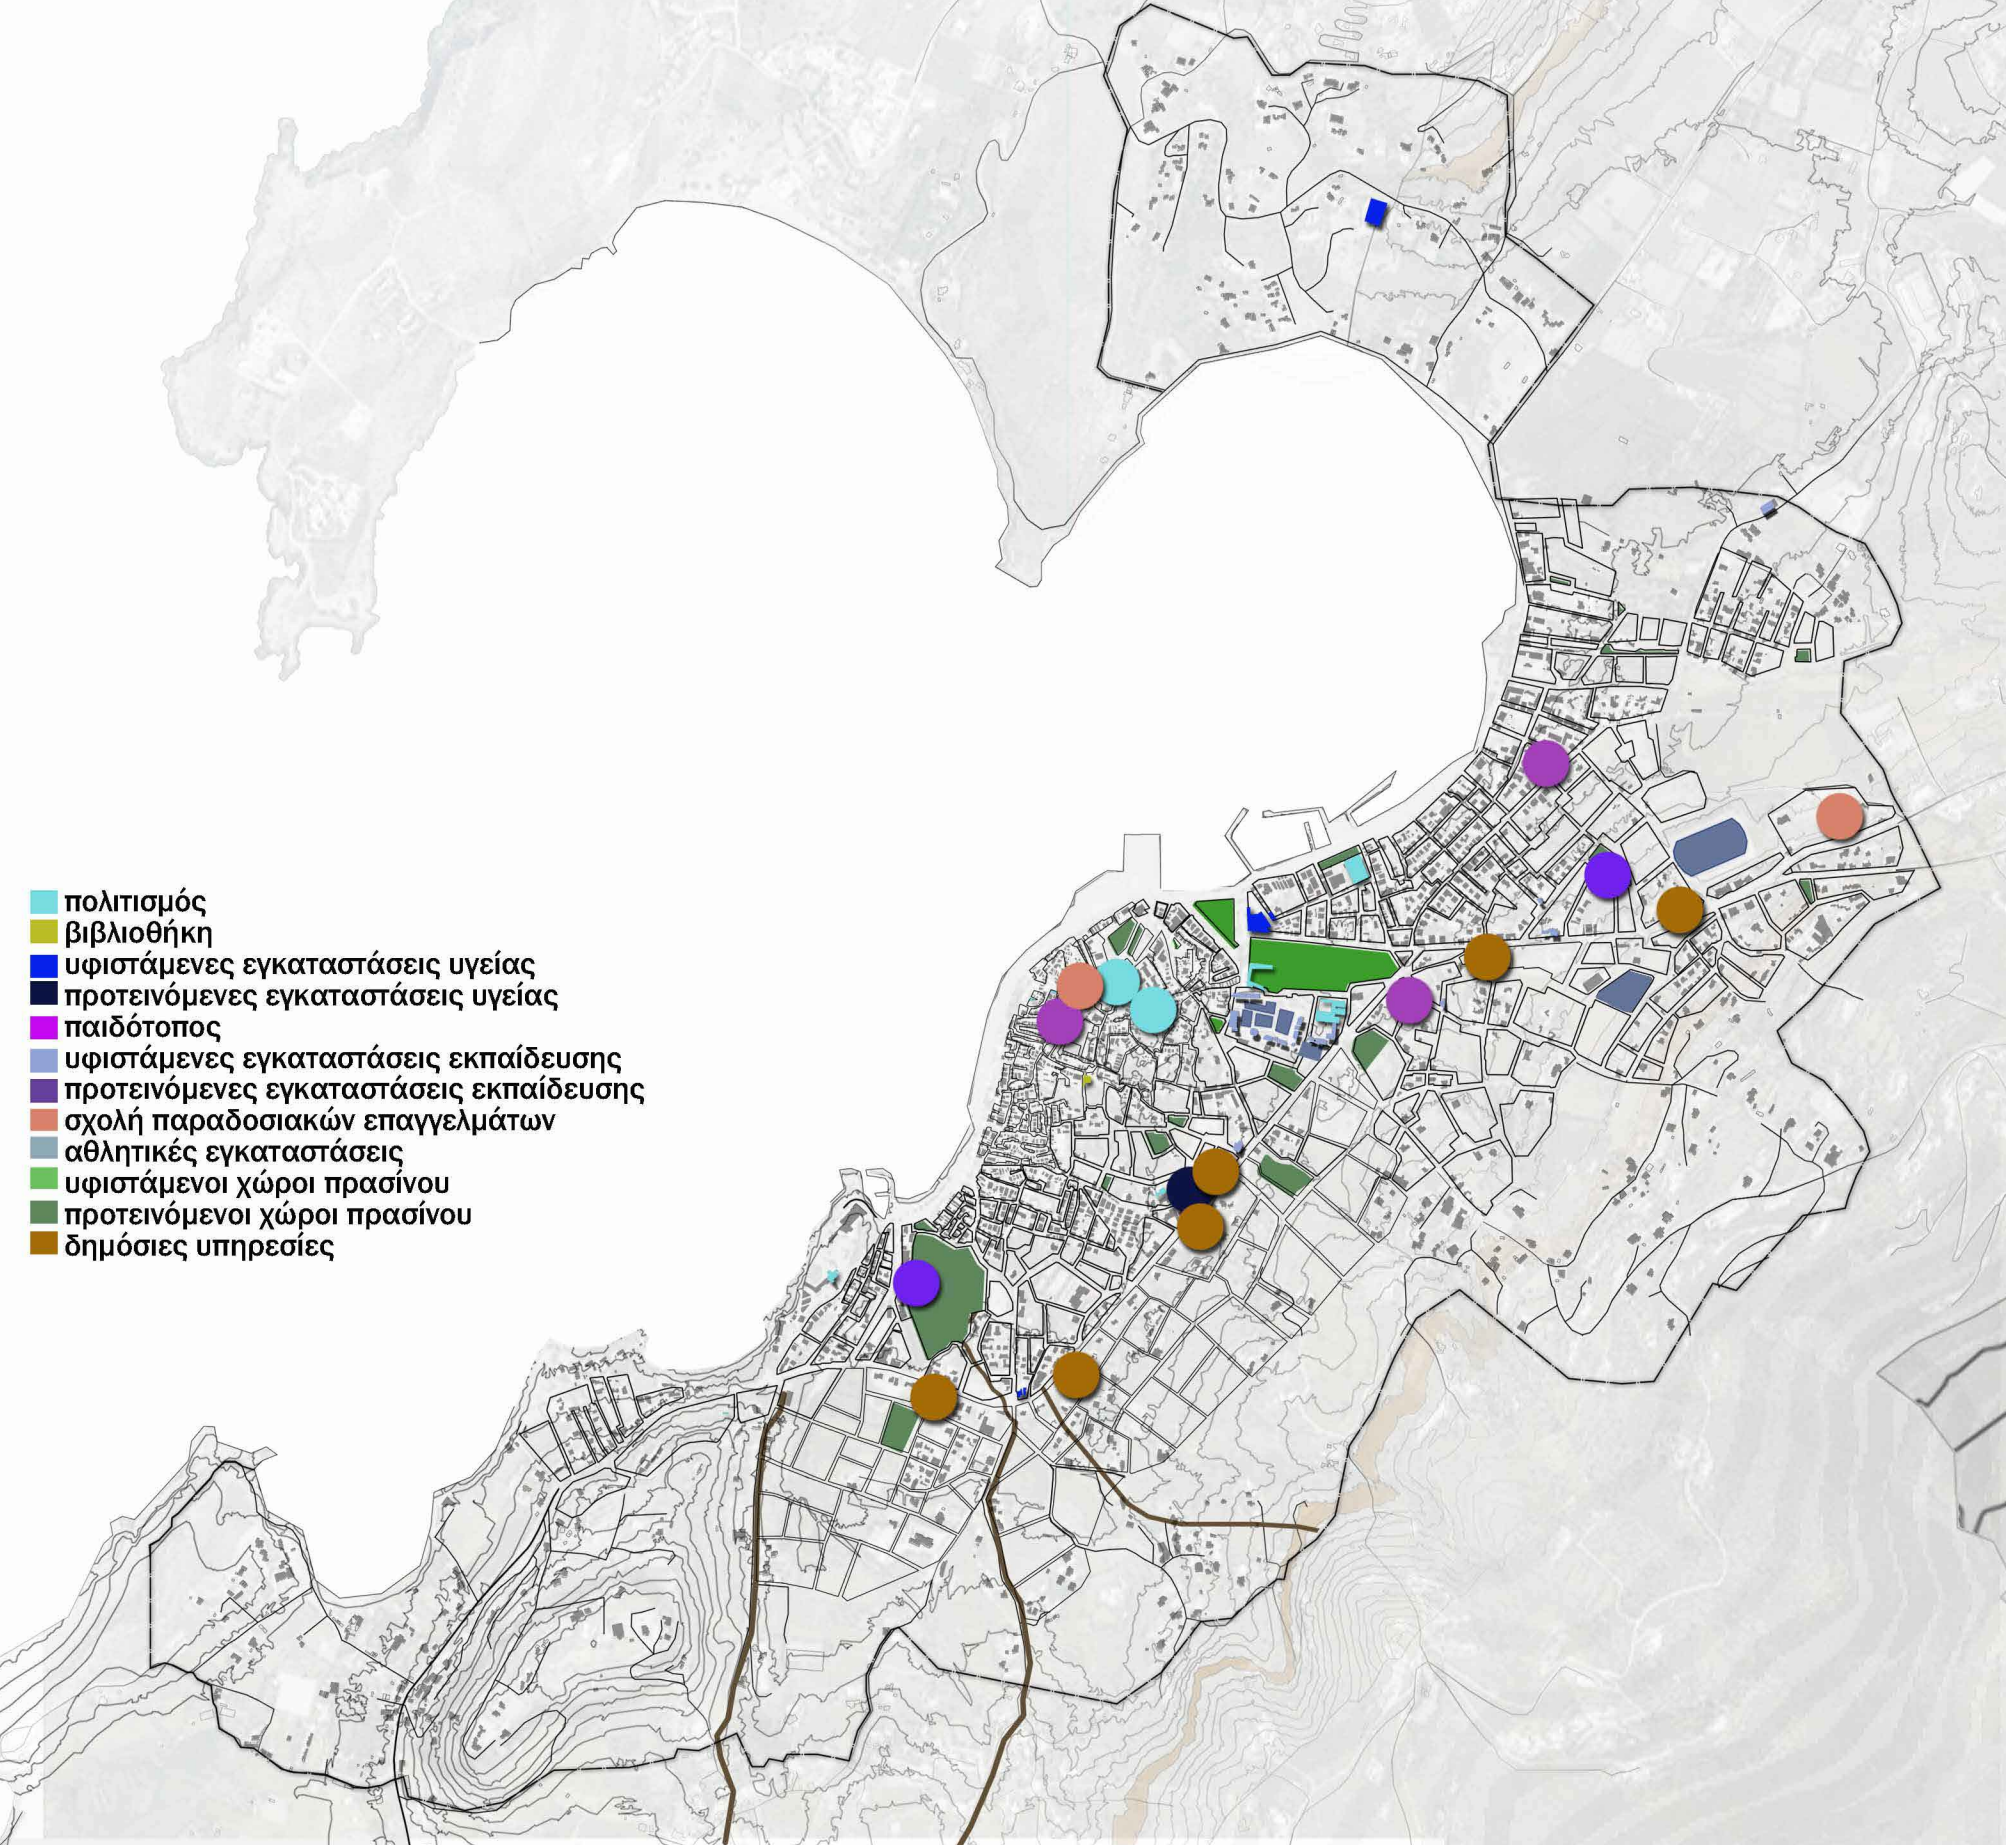 πολιτισμός
βιβλιοθήκη
υφιστάμενες εγκαταστάσεις υγείας
προτεινόμενες εγκαταστάσεις υγείας
παιδότοπος
υφιστάμενες εγκαταστάσεις εκπαίδευσης
προτεινόμενες εγκαταστάσεις εκπαίδευσης
σχολή παραδοσιακών επαγγελμάτων
αθλητικές εγκαταστάσεις
υφιστάμενοι χώροι πρασίνου
προτεινόμενοι χώροι πρασίνου
δημόσιες υπηρεσίες